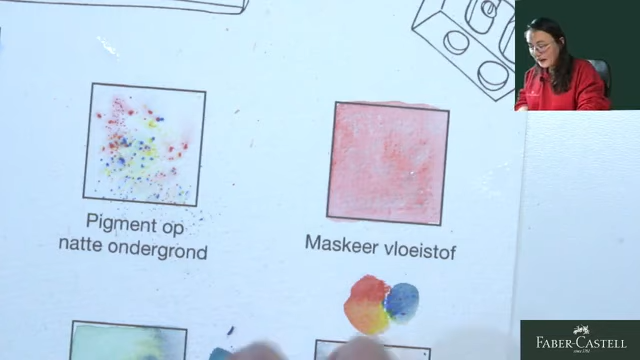 Pigment op
natte ondergrond
Maskeer vloeistof
FABER-CASTELL